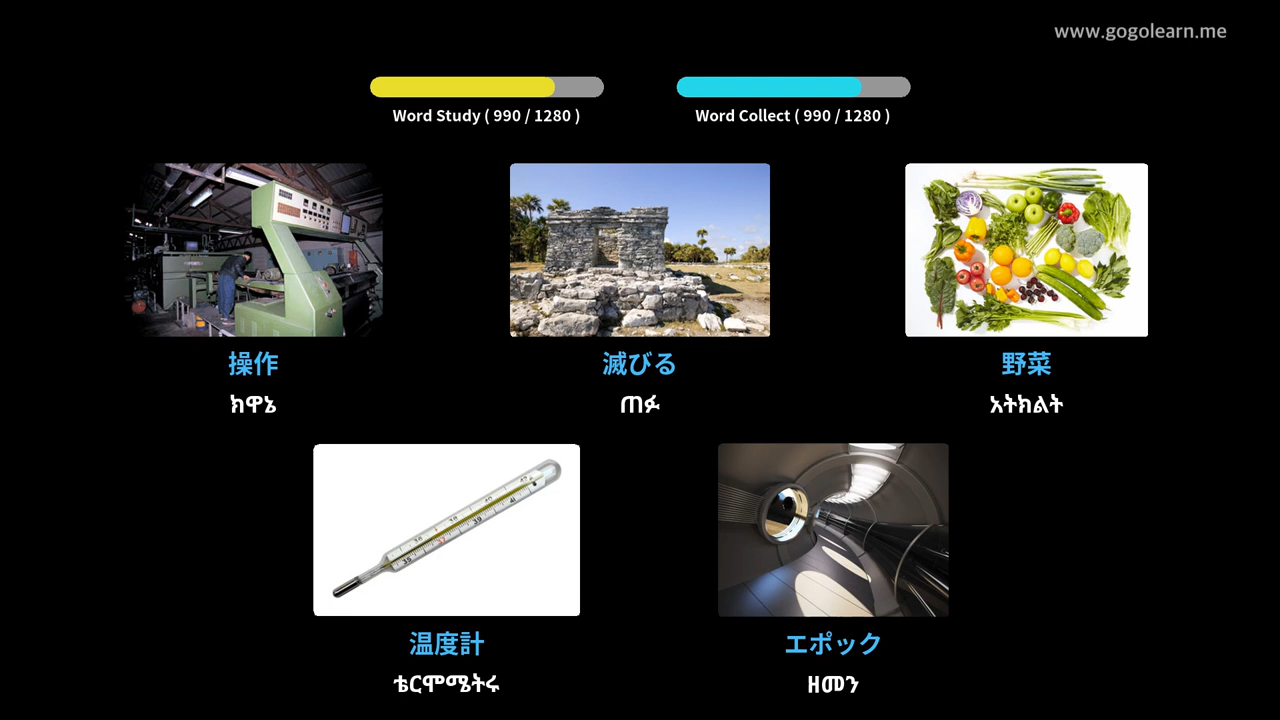 www.gogolearn.me
Word Study ( 990 / 1280 )
Word Collect ( 990 / 1280 )
操作
ክዋኔ
滅びる
ጠፉ
野菜
አትክልት
温度計
ቴርሞሜትሩ
エポック
ዘመን